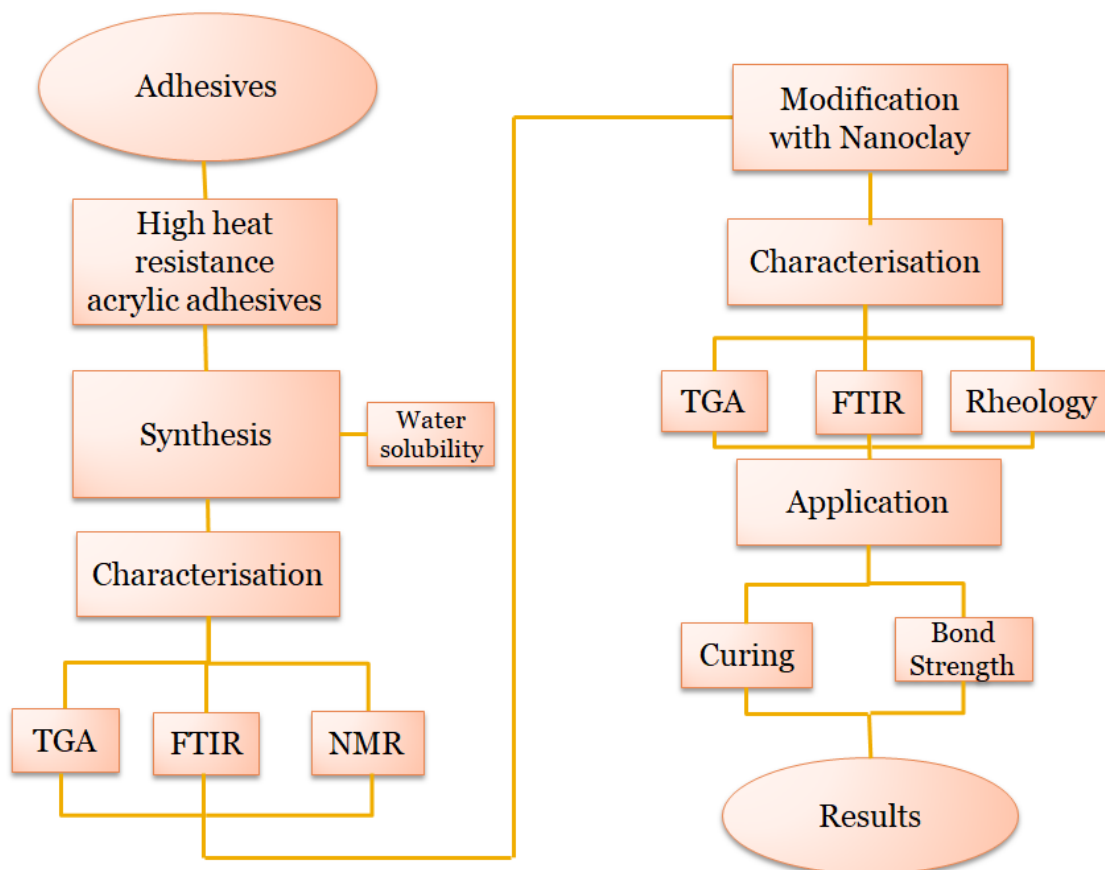 Adhesives
High heat
resistance
acrylic adhesives
Synthesis
Water
solubility
Characterisation
TGA
FTIR
NMR
Modification
with Nanoclay
Characterisation
TGA
FTIR
Rheology
Application
Curing
Bond
Strength
Results